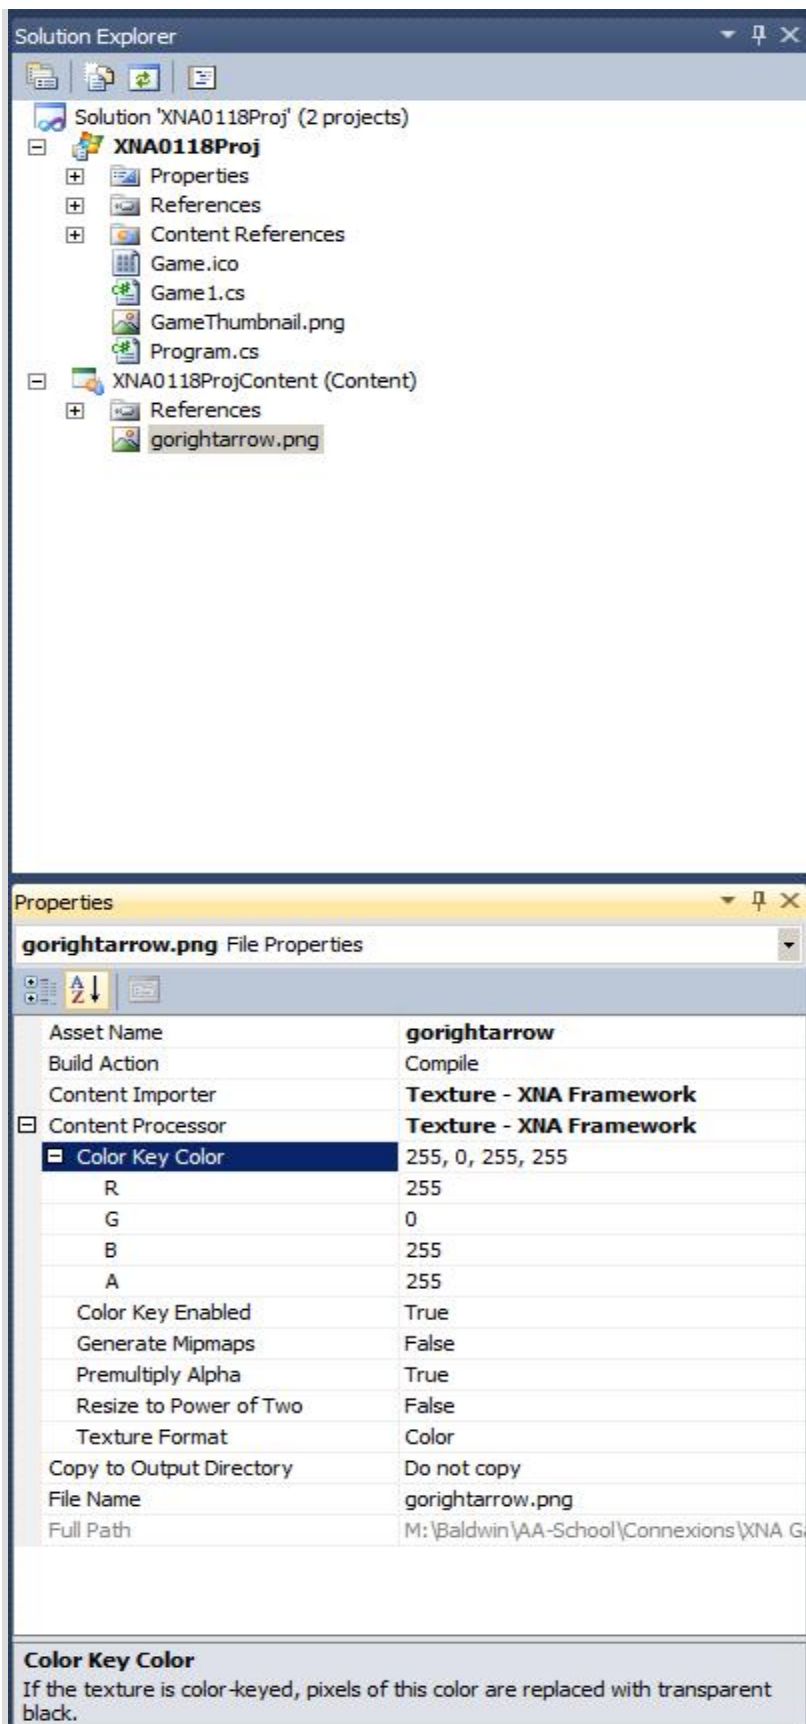 Solution Explorer
Solution 'XNA0118Proj' (2 projects)
XNA0118Proj
Properties
References
Content References
Game.ico
Game1.cs
GameThumbnail.png
Program.cs
XNA0118ProjContent (Content)
References
gorightarrow.png
Properties
gorightarrow.png File Properties
Asset Name gorightarrow
Build Action Compile
Content Importer Texture - XNA Framework
Content Processor Texture - XNA Framework
Color Key Color 255, 0, 255, 255
R 255
G 0
B 255
A 255
Color Key Enabled True
Generate Mipmaps False
Premultiply Alpha True
Resize to Power of Two False
Texture Format Color
Copy to Output Directory Do not copy
File Name gorightarrow.png
Full Path M:\Baldwin\AA-School\Connexions\XNA Ga
Color Key Color
If the texture is color-keyed, pixels of this color are replaced with transparent
black.